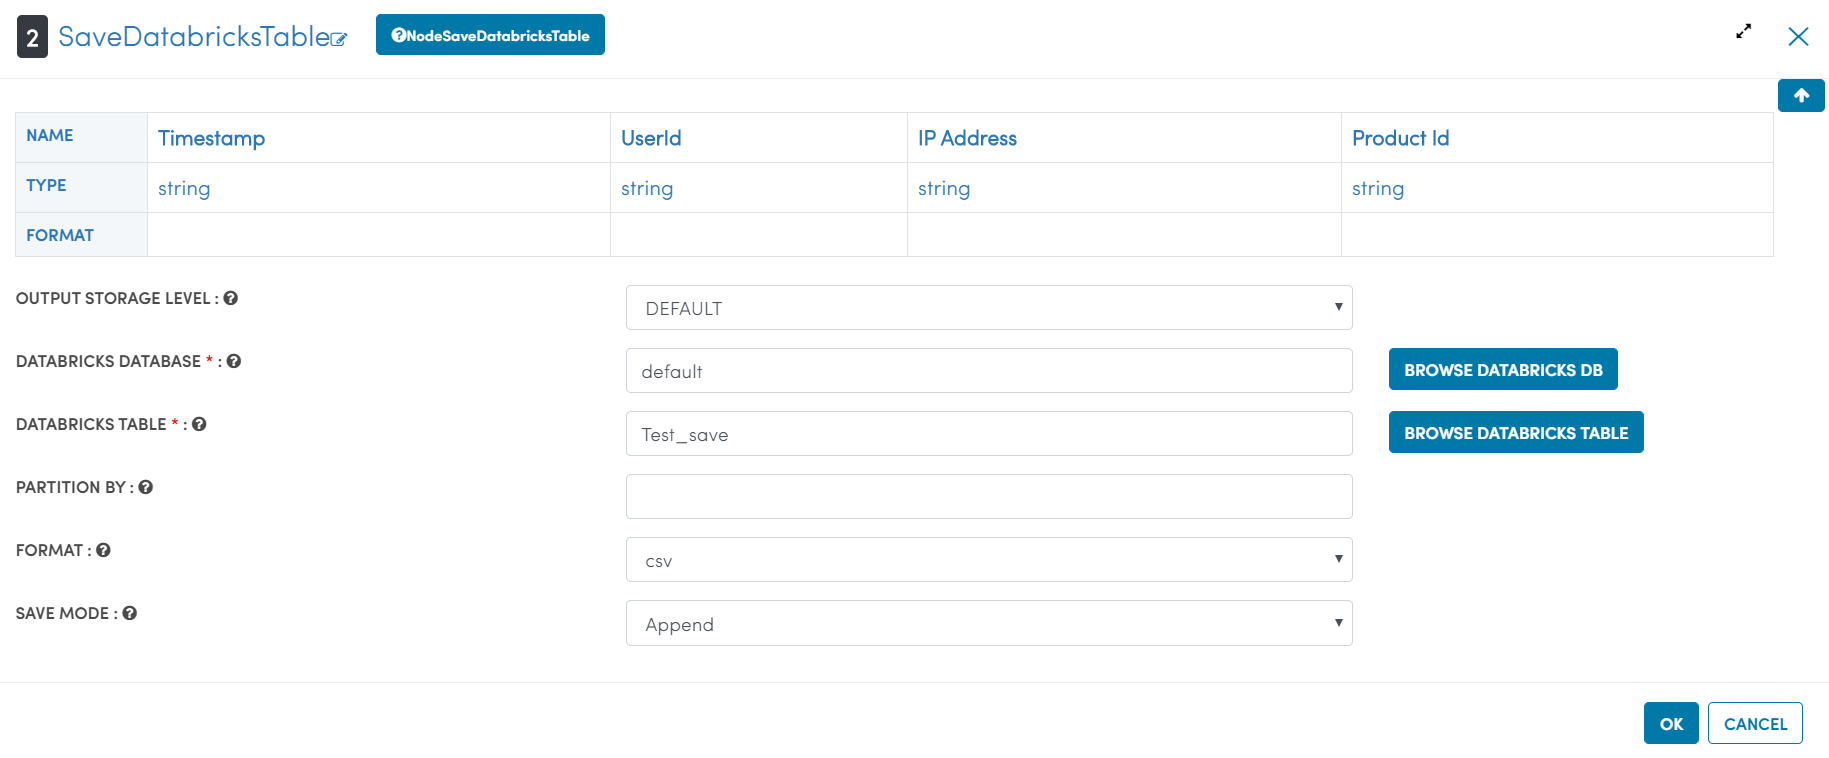 2 SaveDatabricksTable NodeSaveDatabricksTable
NAME Timestamp UserId IP Address Product Id
TYPE string string string string
FORMAT
OUTPUT STORAGE LEVEL : DEFAULT
DATABRICKS DATABASE * : default BROWSE DATABRICKS DB
DATABRICKS TABLE * : Test_save BROWSE DATABRICKS TABLE
PARTITION BY :
FORMAT : csv
SAVE MODE : Append
OK CANCEL